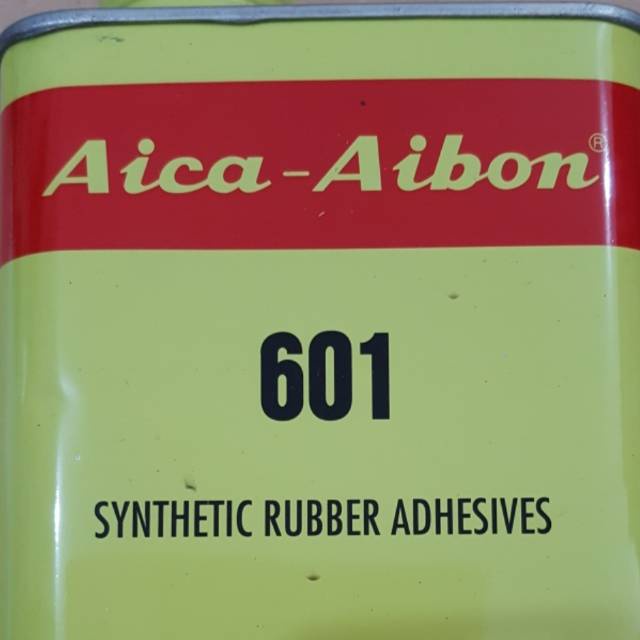 Aica-Aibon®
601
SYNTHETIC RUBBER ADHESIVES